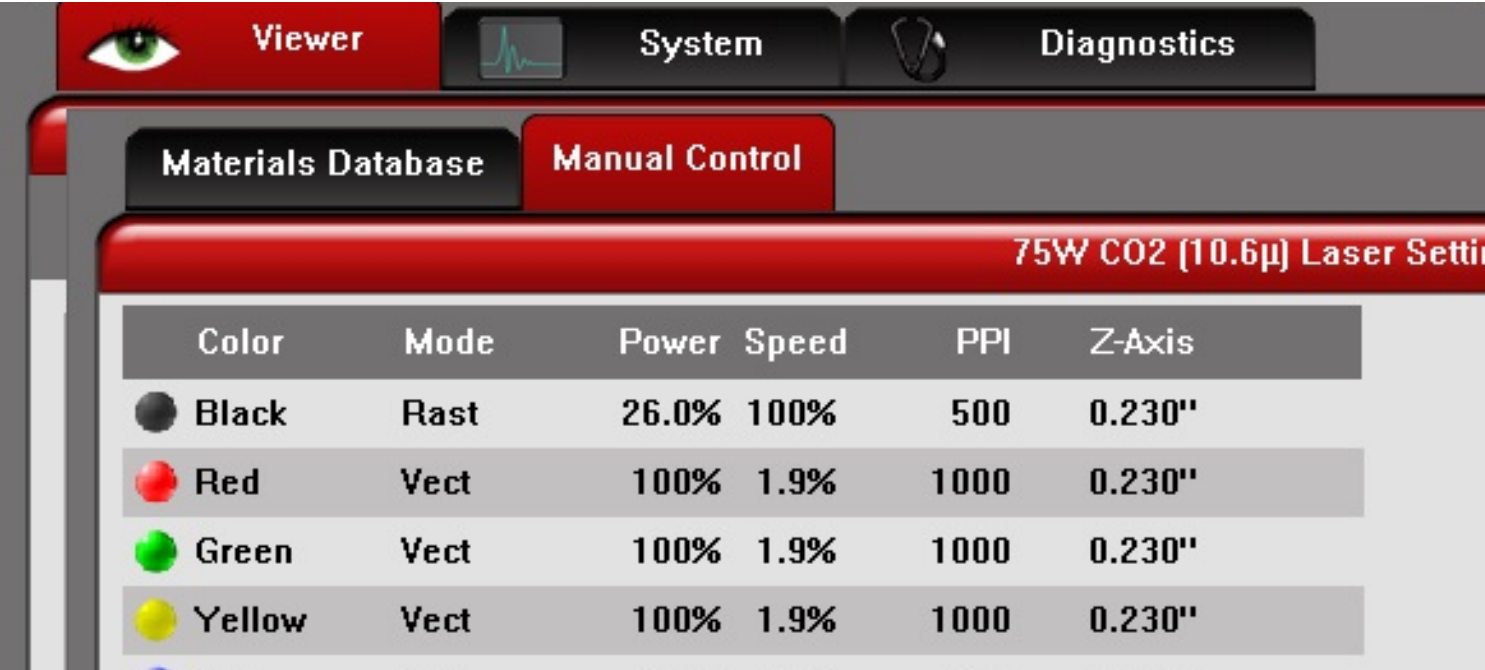 Viewer System Diagnostics
Materials Database Manual Control
75W CO2 (10.6µ) Laser
Color Mode Power Speed PPI Z-Axis
Black Rast 26.0% 100% 500 0.230"
Red Vect 100% 1.9% 1000 0.230"
Green Vect 100% 1.9% 1000 0.230"
Yellow Vect 100% 1.9% 1000 0.230"